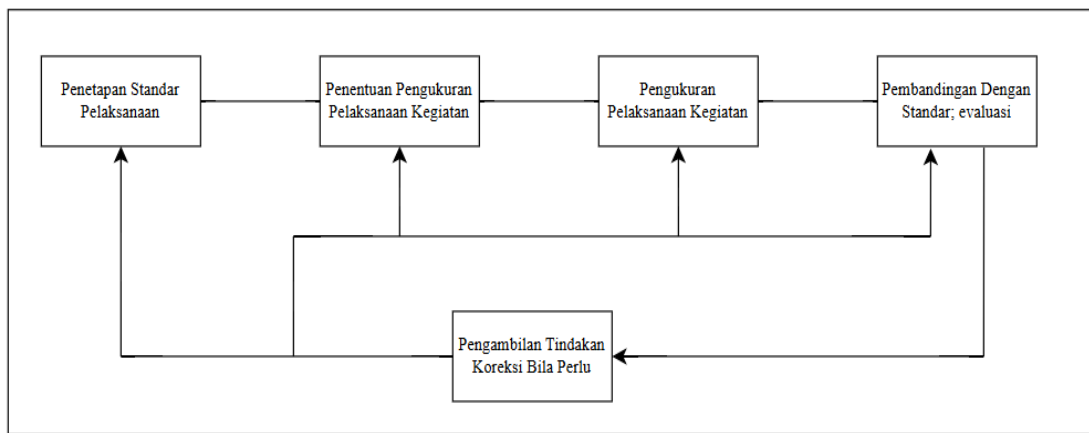 Penetapan Standar
Pelaksanaan
Penentuan Pengukuran
Pelaksanaan Kegiatan
Pengukuran
Pelaksanaan Kegiatan
Pembandingan Dengan
Standar; evaluasi
Pengambilan Tindakan
Koreksi Bila Perlu